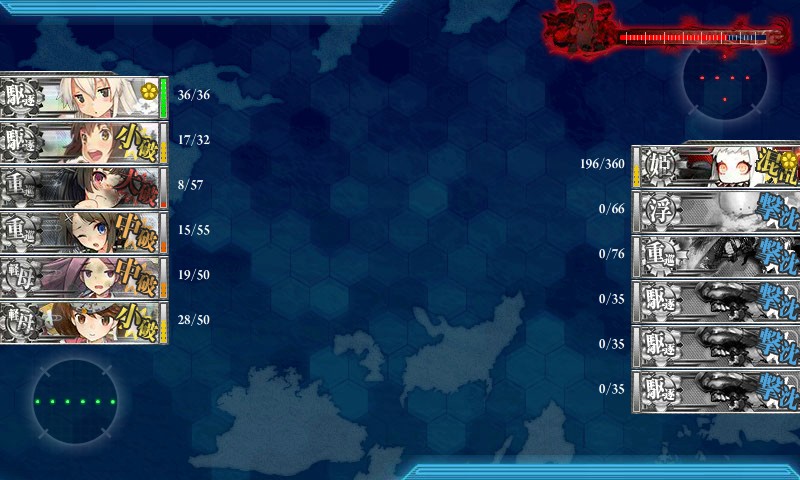 駆逐
36/36
駆逐 小破
17/32
重巡 大破
8/57
重巡 中破
15/55
軽母 中破
19/50
軽母 小破
28/50
196/360
姫 混乱
0/66
浮 撃沈
0/76
重巡 撃沈
0/35
駆逐 撃沈
0/35
駆逐 撃沈
0/35
駆逐 撃沈